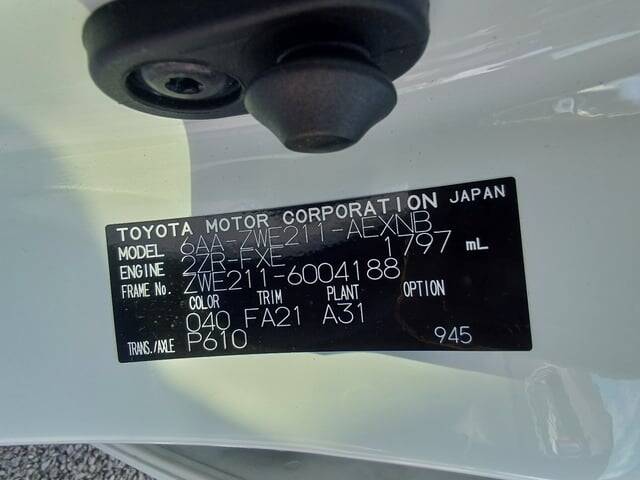 TOYOTA MOTOR CORPORATION JAPAN
MODEL 6AA-ZWE211-AEXNB
ENGINE 2ZR-FXE 1797 mL
FRAME No. ZWE211-6004188
COLOR TRIM PLANT OPTION
040 FA21 A31
TRANS./AXLE P610 945